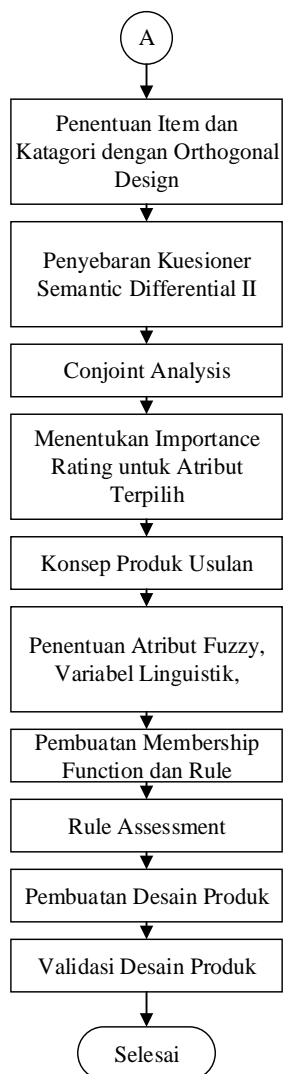 A
Penentuan Item dan
Katagori dengan Orthogonal
Design
Penyebaran Kuesioner
Semantic Differential II
Conjoint Analysis
Menentukan Importance
Rating untuk Atribut
Terpilih
Konsep Produk Usulan
Penentuan Atribut Fuzzy,
Variabel Linguistik,
Pembuatan Membership
Function dan Rule
Rule Assessment
Pembuatan Desain Produk
Validasi Desain Produk
Selesai